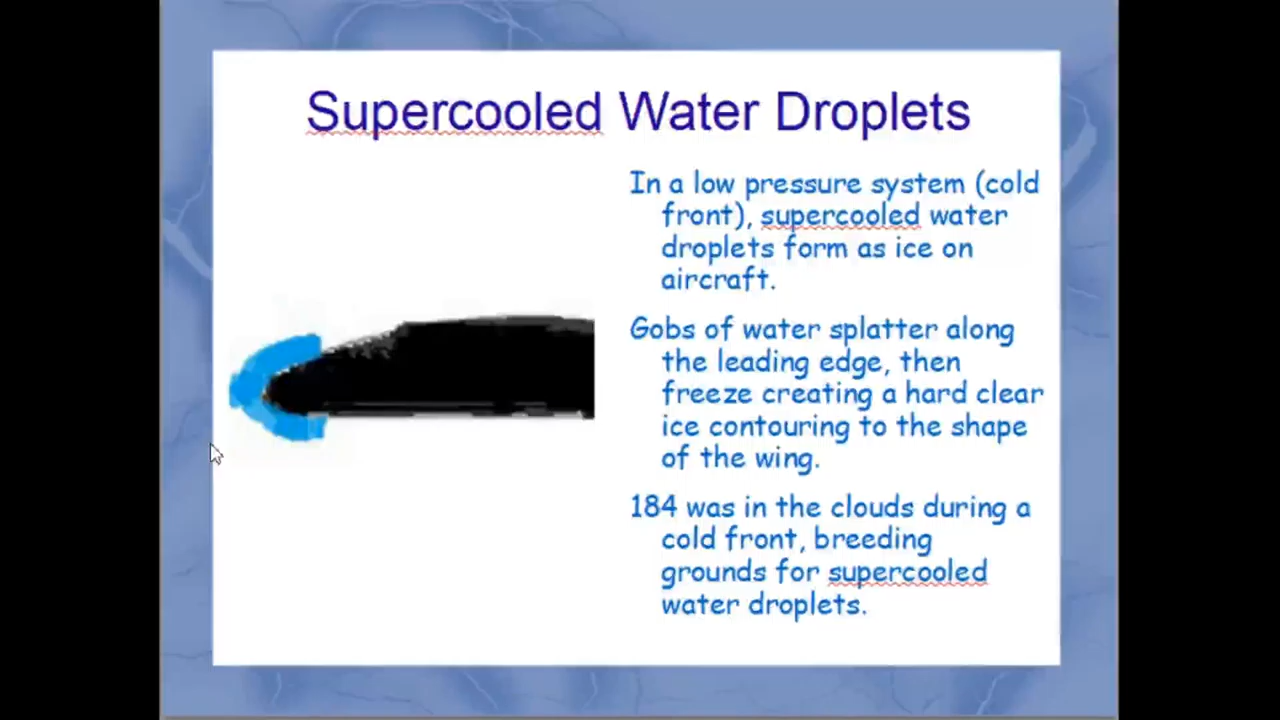 Supercooled Water Droplets
In a low pressure system (cold
front), supercooled water
droplets form as ice on
aircraft.
Gobs of water splatter along
the leading edge, then
freeze creating a hard clear
ice contouring to the shape
of the wing.
184 was in the clouds during a
cold front, breeding
grounds for supercooled
water droplets.